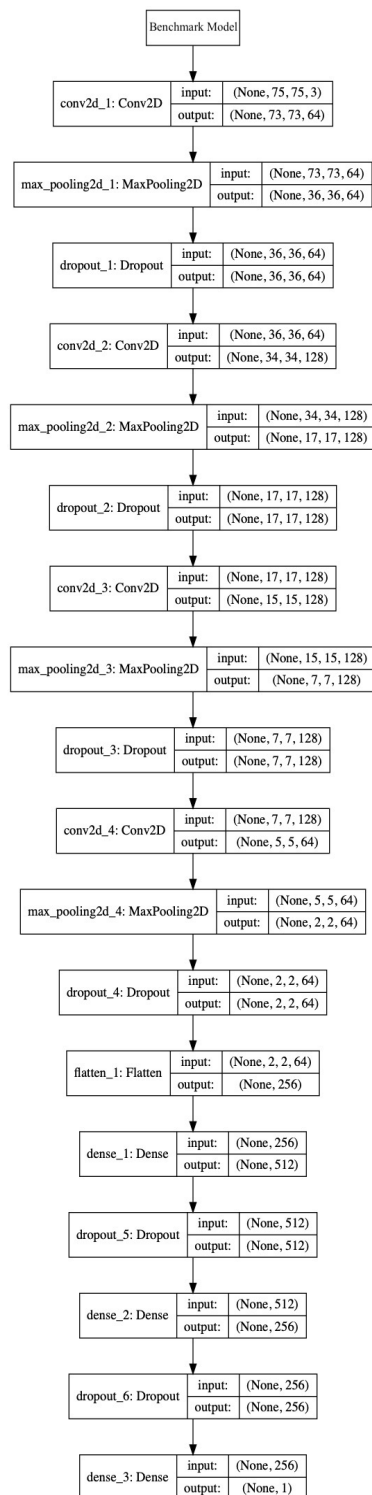 Benchmark Model
conv2d_1: Conv2D
input: (None, 75, 75, 3)
output: (None, 73, 73, 64)
max_pooling2d_1: MaxPooling2D
input: (None, 73, 73, 64)
output: (None, 36, 36, 64)
dropout_1: Dropout
input: (None, 36, 36, 64)
output: (None, 36, 36, 64)
conv2d_2: Conv2D
input: (None, 36, 36, 64)
output: (None, 34, 34, 128)
max_pooling2d_2: MaxPooling2D
input: (None, 34, 34, 128)
output: (None, 17, 17, 128)
dropout_2: Dropout
input: (None, 17, 17, 128)
output: (None, 17, 17, 128)
conv2d_3: Conv2D
input: (None, 17, 17, 128)
output: (None, 15, 15, 128)
max_pooling2d_3: MaxPooling2D
input: (None, 15, 15, 128)
output: (None, 7, 7, 128)
dropout_3: Dropout
input: (None, 7, 7, 128)
output: (None, 7, 7, 128)
conv2d_4: Conv2D
input: (None, 7, 7, 128)
output: (None, 5, 5, 64)
max_pooling2d_4: MaxPooling2D
input: (None, 5, 5, 64)
output: (None, 2, 2, 64)
dropout_4: Dropout
input: (None, 2, 2, 64)
output: (None, 2, 2, 64)
flatten_1: Flatten
input: (None, 2, 2, 64)
output: (None, 256)
dense_1: Dense
input: (None, 256)
output: (None, 512)
dropout_5: Dropout
input: (None, 512)
output: (None, 512)
dense_2: Dense
input: (None, 512)
output: (None, 256)
dropout_6: Dropout
input: (None, 256)
output: (None, 256)
dense_3: Dense
input: (None, 256)
output: (None, 1)